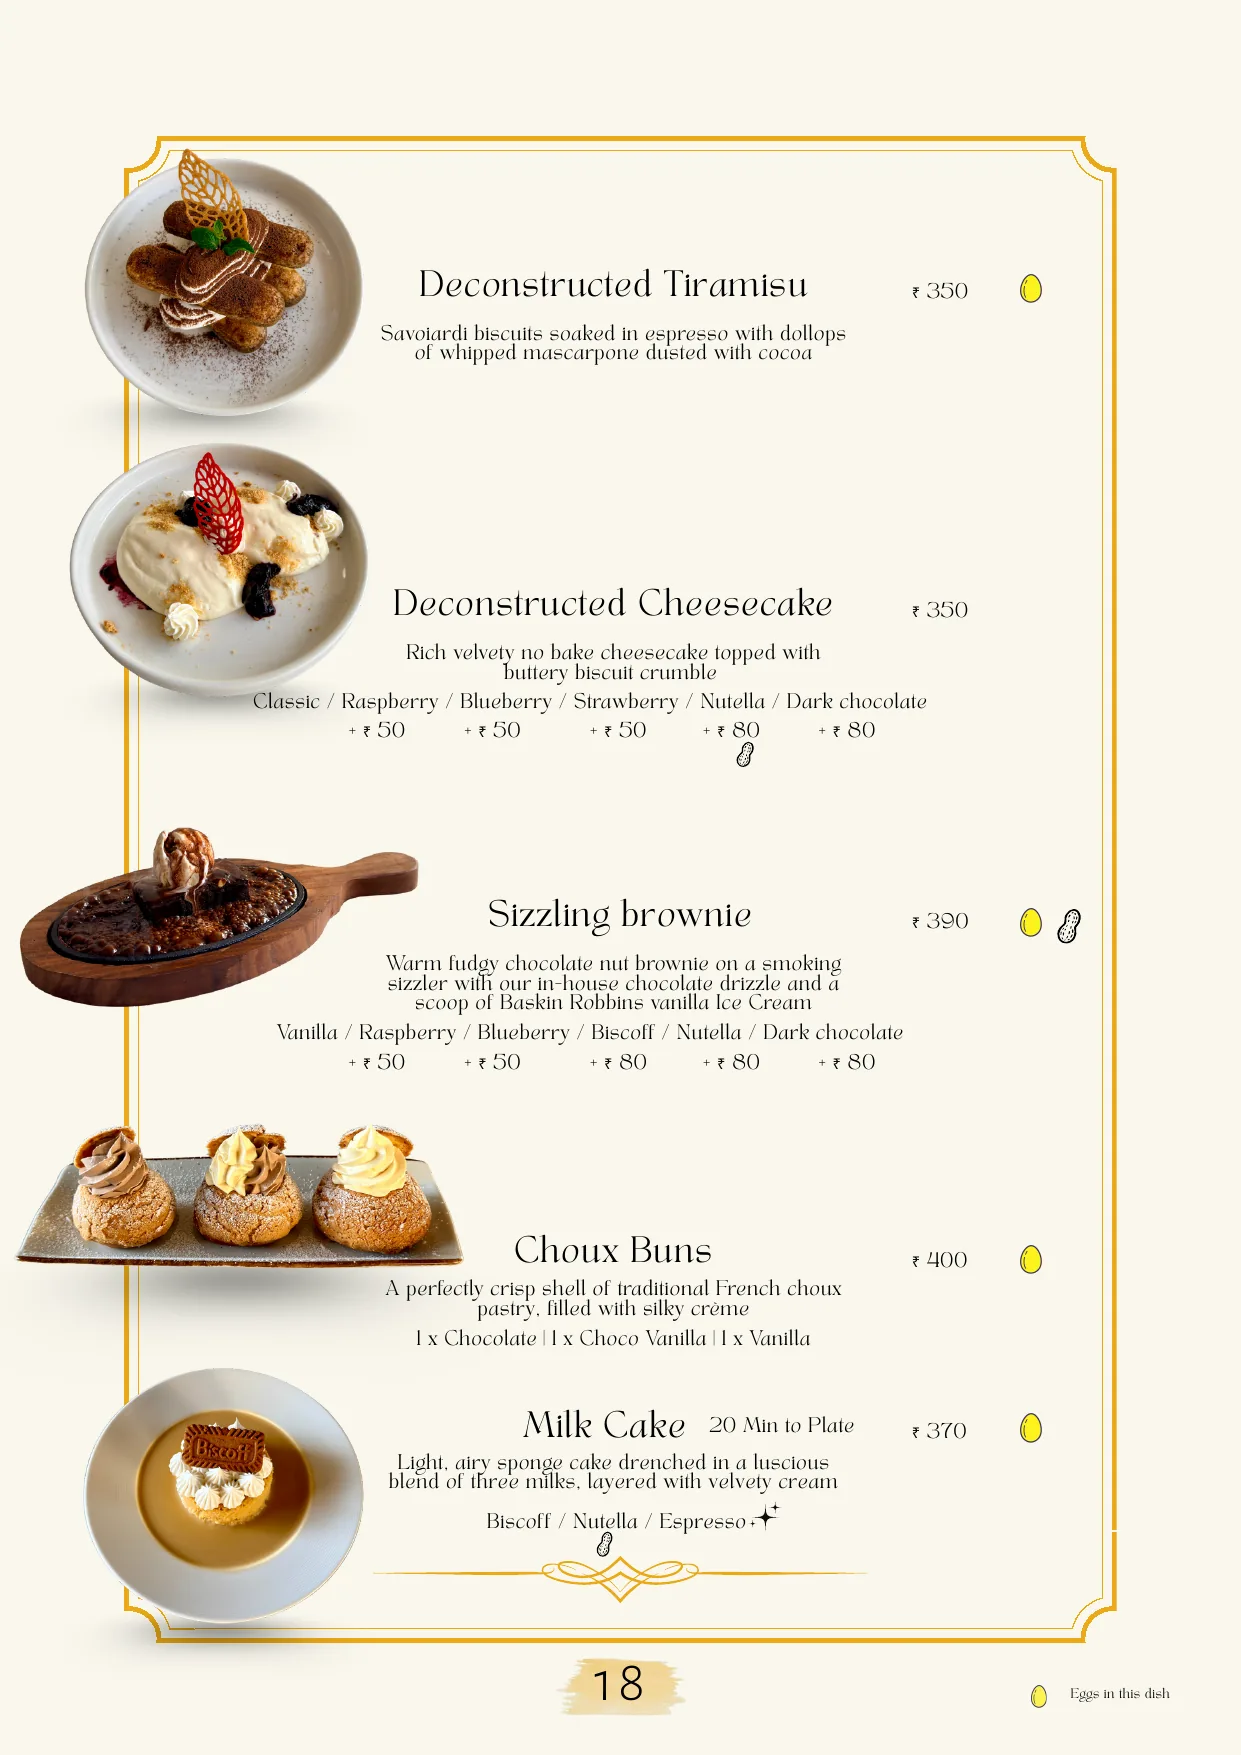 Deconstructed Tiramisu
₹ 350
Savoiardi biscuits soaked in espresso with dollops
of whipped mascarpone dusted with cocoa
Deconstructed Cheesecake
₹ 350
Rich velvety no bake cheesecake topped with
buttery biscuit crumble
Classic / Raspberry / Blueberry / Strawberry / Nutella / Dark chocolate
+ ₹ 50 + ₹ 50 + ₹ 50 + ₹ 80 + ₹ 80
Sizzling brownie
₹ 390
Warm fudgy chocolate nut brownie on a smoking
sizzler with our in-house chocolate drizzle and a
scoop of Baskin Robbins vanilla Ice Cream
Vanilla / Raspberry / Blueberry / Biscoff / Nutella / Dark chocolate
+ ₹ 50 + ₹ 50 + ₹ 80 + ₹ 80 + ₹ 80
Choux Buns
₹ 400
A perfectly crisp shell of traditional French choux
pastry, filled with silky crème
1 x Chocolate | 1 x Choco Vanilla | 1 x Vanilla
Biscoff
Milk Cake 20 Min to Plate
₹ 370
Light, airy sponge cake drenched in a luscious
blend of three milks, layered with velvety cream
Biscoff / Nutella / Espresso
18
Eggs in this dish